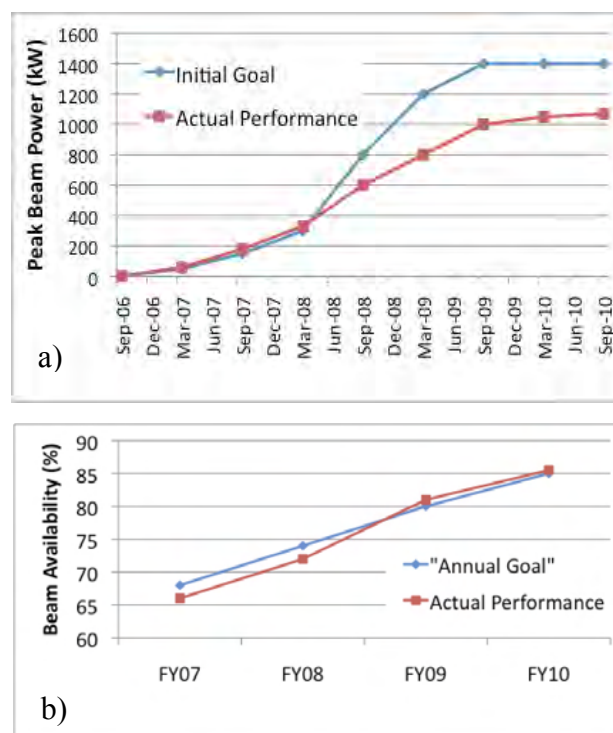 1600
1400
1200
1000
800
600
400
200
0
Peak Beam Power (kW)
Initial Goal
Actual Performance
Sep-06
Dec-06
Mar-07
Jun-07
Sep-07
Dec-07
Mar-08
Jun-08
Sep-08
Dec-08
Mar-09
Jun-09
Sep-09
Dec-09
Mar-10
Jun-10
Sep-10
a)
90
85
80
75
70
65
60
Beam Availability (%)
"Annual Goal"
Actual Performance
FY07 FY08 FY09 FY10
b)